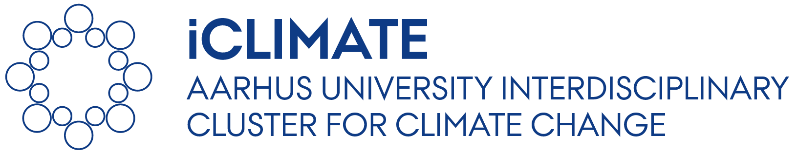 iCLIMATE
AARHUS UNIVERSITY INTERDISCIPLINARY
CLUSTER FOR CLIMATE CHANGE